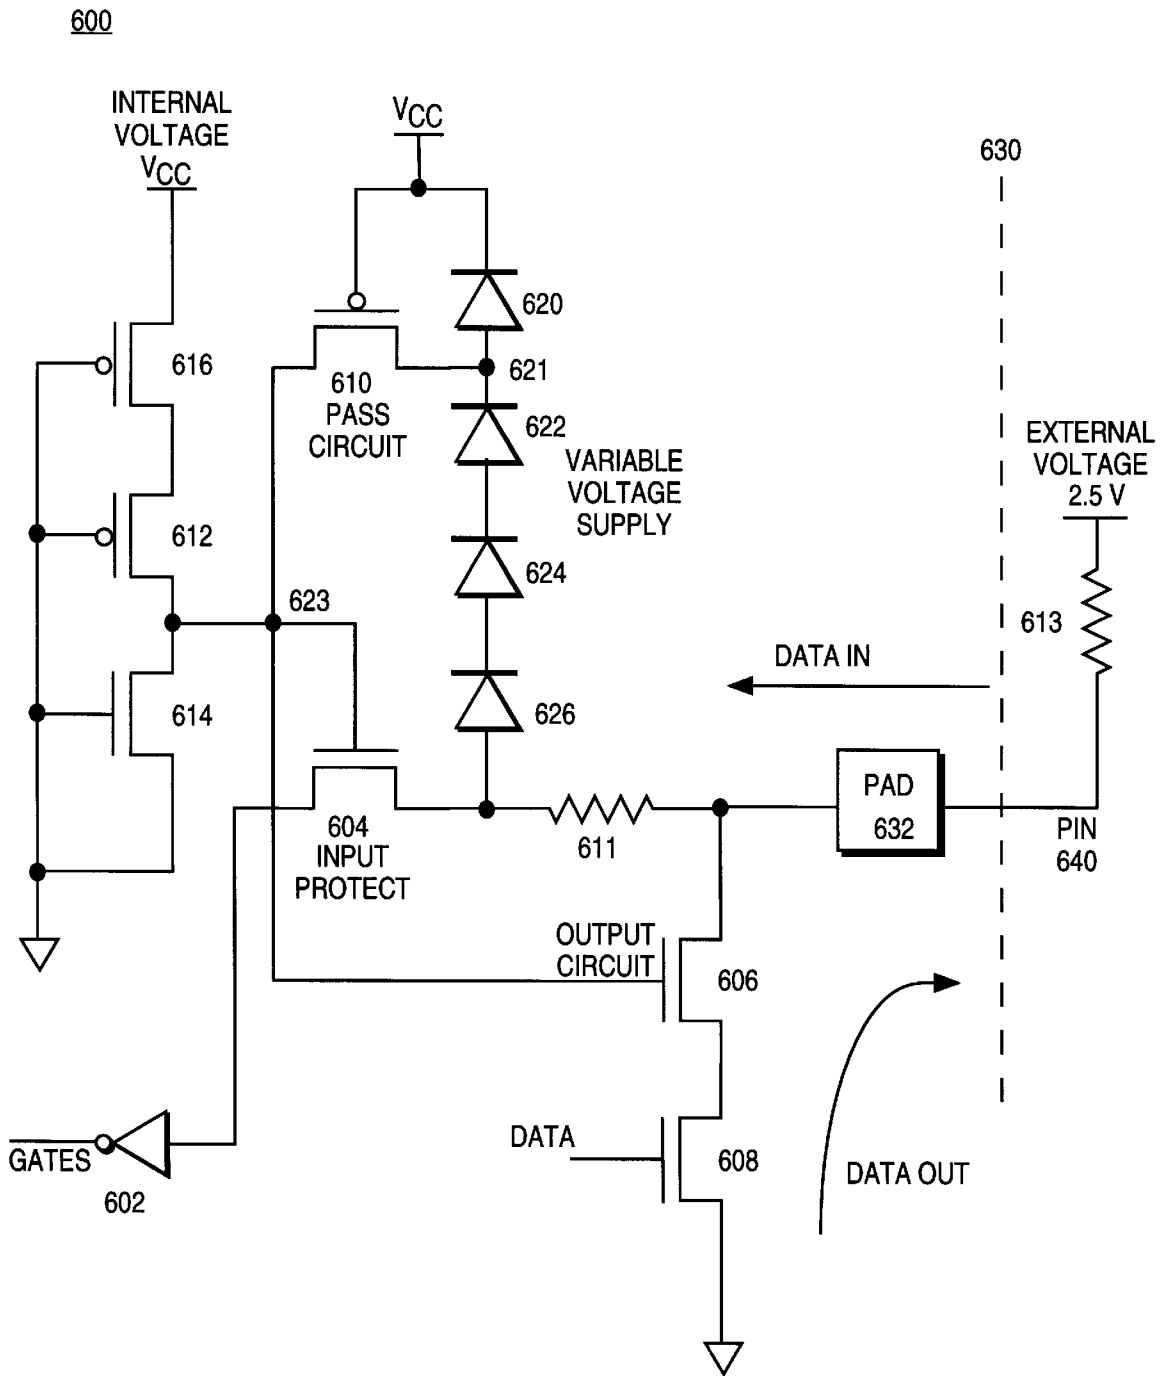 600
INTERNAL
VOLTAGE
VCC
VCC
630
620
616
621
610
PASS
CIRCUIT
622
VARIABLE
VOLTAGE
SUPPLY
EXTERNAL
VOLTAGE
2.5 V
612
624
623
613
DATA IN
614
626
PAD
632
604
INPUT
PROTECT
611
PIN
640
OUTPUT
CIRCUIT
606
DATA
608
GATES
602
DATA OUT